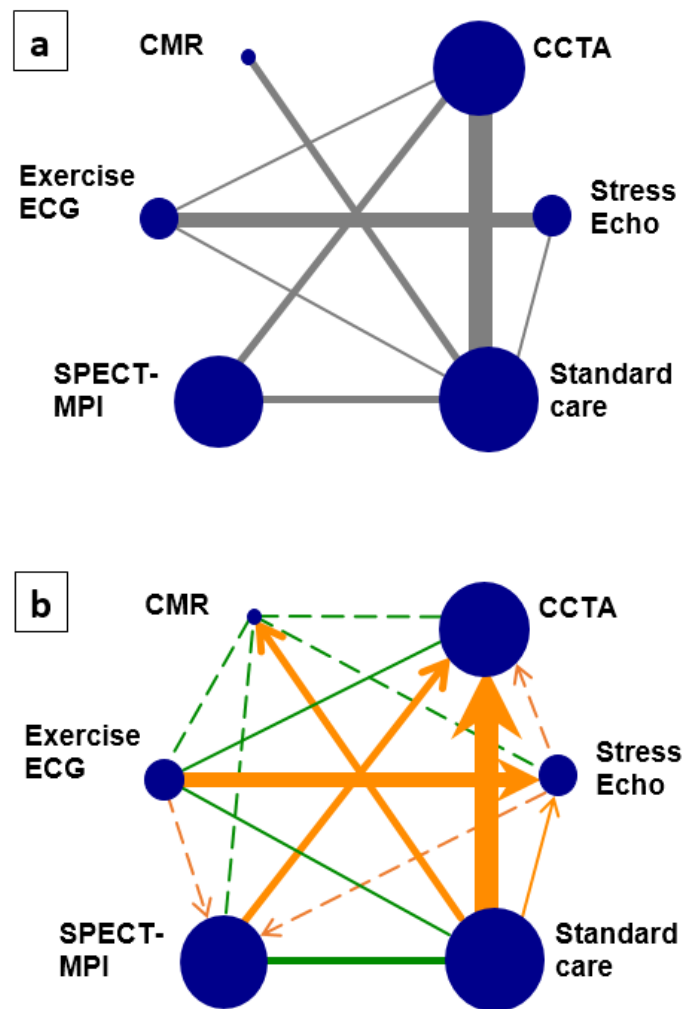 a
CMR
CCTA
Exercise
ECG
Stress
Echo
SPECT-
MPI
Standard
care
b
CMR
CCTA
Exercise
ECG
Stress
Echo
SPECT-
MPI
Standard
care